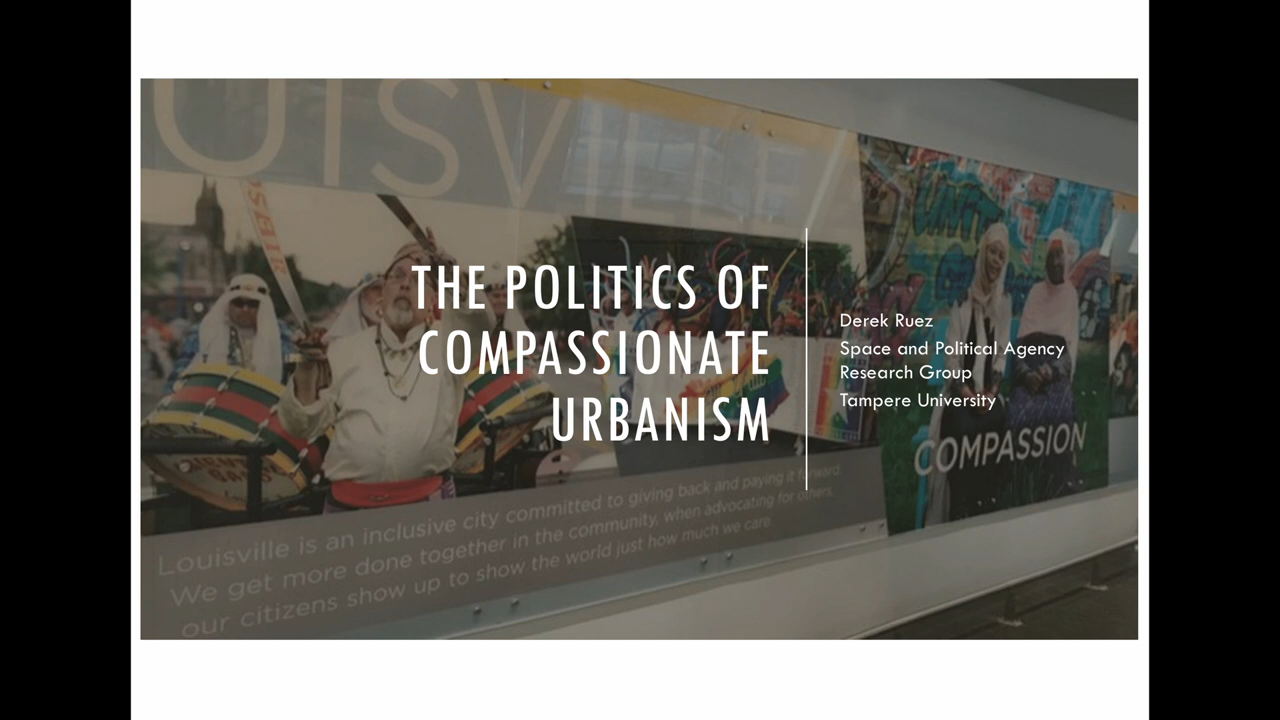 UISVILLE
THE POLITICS OF
COMPASSIONATE
URBANISM
Derek Ruez
Space and Political Agency
Research Group
Tampere University
COMPASSION
Louisville is an inclusive city committed to giving back and paying it forward.
We get more done together in the community, when advocating for others,
our citizens show up to show the world just how much we care.